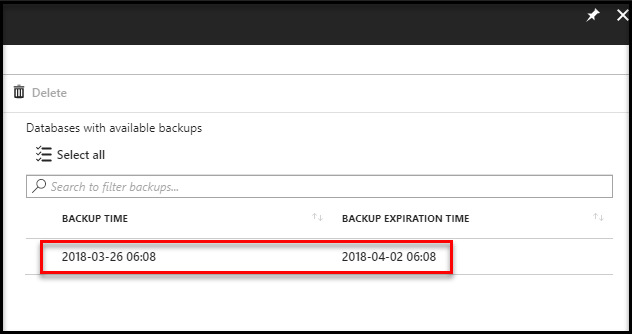 Delete
Databases with available backups
Select all
Search to filter backups...
BACKUP TIME BACKUP EXPIRATION TIME
2018-03-26 06:08 2018-04-02 06:08